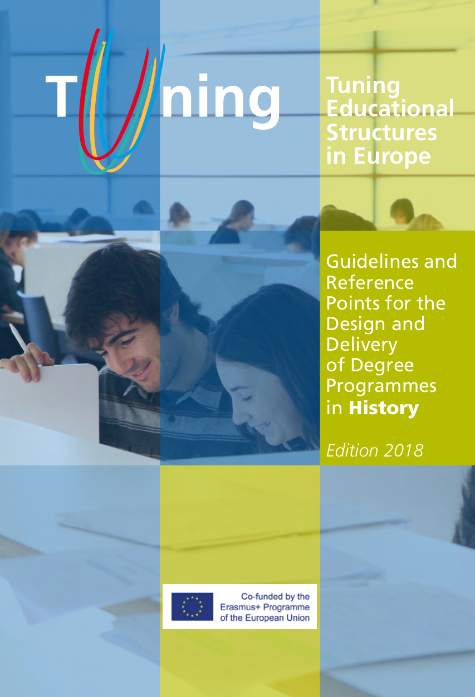 Tuning
Tuning
Educational
Structures
in Europe
Guidelines and
Reference
Points for the
Design and
Delivery
of Degree
Programmes
in History
Edition 2018
Co-funded by the
Erasmus+ Programme
of the European Union